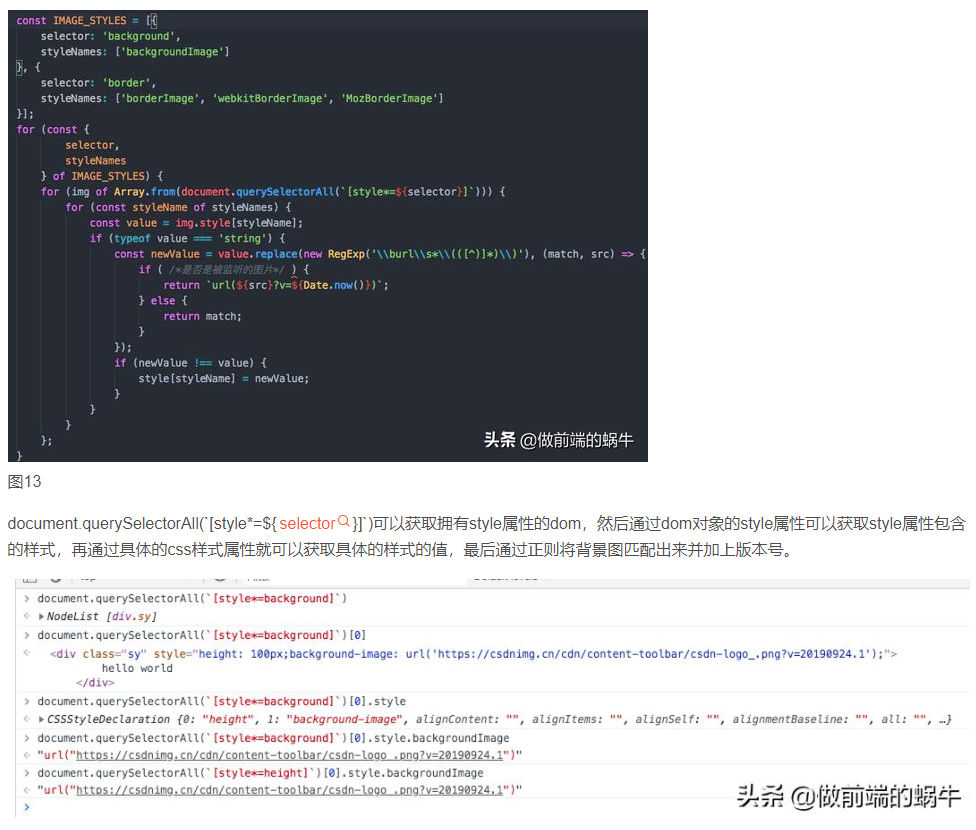 const IMAGE_STYLES = [{
selector: 'background',
styleNames: ['backgroundImage']
}, {
selector: 'border',
styleNames: ['borderImage', 'webkitBorderImage', 'MozBorderImage']
}];
for (const {
selector,
styleNames
} of IMAGE_STYLES) {
for (img of Array.from(document.querySelectorAll(`[style*=${selector}]`))) {
for (const styleName of styleNames) {
const value = img.style[styleName];
if (typeof value === 'string') {
const newValue = value.replace(new RegExp('\\burl\\s*\\(([^)]*)\\)'), (match, src) => {
if ( /*是否是被监听的图片*/ ) {
return `url(${src}?v=${Date.now()})`;
} else {
return match;
}
});
if (newValue !== value) {
style[styleName] = newValue;
}
}
}
};
}
头条 @做前端的蜗牛
图13
document.querySelectorAll(`[style*=${selector}]`)可以获取拥有style属性的dom，然后通过dom对象的style属性可以获取style属性包含
的样式，再通过具体的css样式属性就可以获取具体的样式的值，最后通过正则将背景图匹配出来并加上版本号。
> document.querySelectorAll(`[style*=background]`)
< ▸NodeList [div.sy]
> document.querySelectorAll(`[style*=background]`)[0]
< <div class="sy" style="height: 100px;background-image: url('https://csdnimg.cn/cdn/content-toolbar/csdn-logo_.png?v=20190924.1');">
hello world
</div>
> document.querySelectorAll(`[style*=background]`)[0].style
< ▸CSSStyleDeclaration {0: "height", 1: "background-image", alignContent: "", alignItems: "", alignSelf: "", alignmentBaseline: "", all: "", …}
> document.querySelectorAll(`[style*=background]`)[0].style.backgroundImage
< "url("https://csdnimg.cn/cdn/content-toolbar/csdn-logo_.png?v=20190924.1")"
> document.querySelectorAll(`[style*=height]`)[0].style.backgroundImage
< "url("https://csdnimg.cn/cdn/content-toolbar/csdn-logo_.png?v=20190924.1")"
>
头条 @做前端的蜗牛